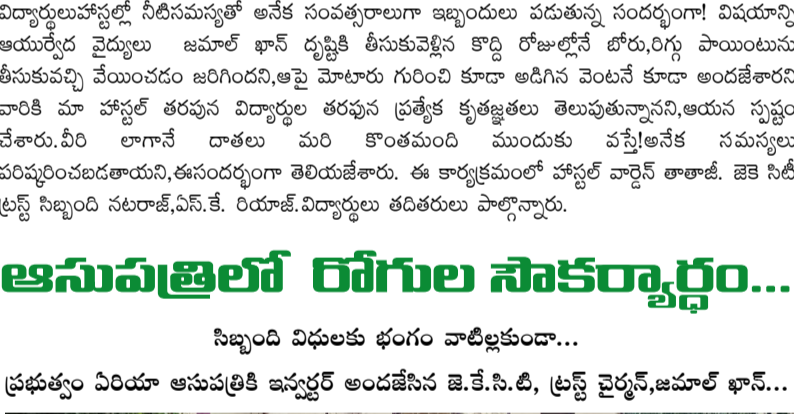 విద్యార్థులుహాస్టల్లో నీటిసమస్యతో అనేక సంవత్సరాలుగా ఇబ్బందులు పడుతున్న సందర్భంగా! విషయాన్ని
ఆయుర్వేద వైద్యులు జమాల్ ఖాన్ దృష్టికి తీసుకువెళ్లిన కొద్ది రోజుల్లోనే బోరు,రిగ్గు పాయింటును
తీసుకువచ్చి వేయించడం జరిగిందని,ఆపై మోటారు గురించి కూడా అడిగిన వెంటనే కూడా అందజేశారని
వారికి మా హాస్టల్ తరపున విద్యార్థుల తరఫున ప్రత్యేక కృతజ్ఞతలు తెలుపుతున్నానని,ఆయన స్పష్టం
చేశారు.వీరి లాగానే దాతలు మరి కొంతమంది ముందుకు వస్తే!అనేక సమస్యలు
పరిష్కరించబడతాయని,ఈసందర్భంగా తెలియజేశారు. ఈ కార్యక్రమంలో హాస్టల్ వార్డెన్ తాతాజీ. జెకె సిటీ
ట్రస్ట్ సిబ్బంది నటరాజ్,ఏస్.కే. రియాజ్.విద్యార్థులు తదితరులు పాల్గొన్నారు.
ఆసుపత్రిలో రోగుల సౌకర్యార్థం...
సిబ్బంది విధులకు భంగం వాటిల్లకుండా...
ప్రభుత్వం ఏరియా ఆసుపత్రికి ఇన్వర్టర్ అందజేసిన జె.కే.సి.టి, ట్రస్ట్ చైర్మన్,జమాల్ ఖాన్...